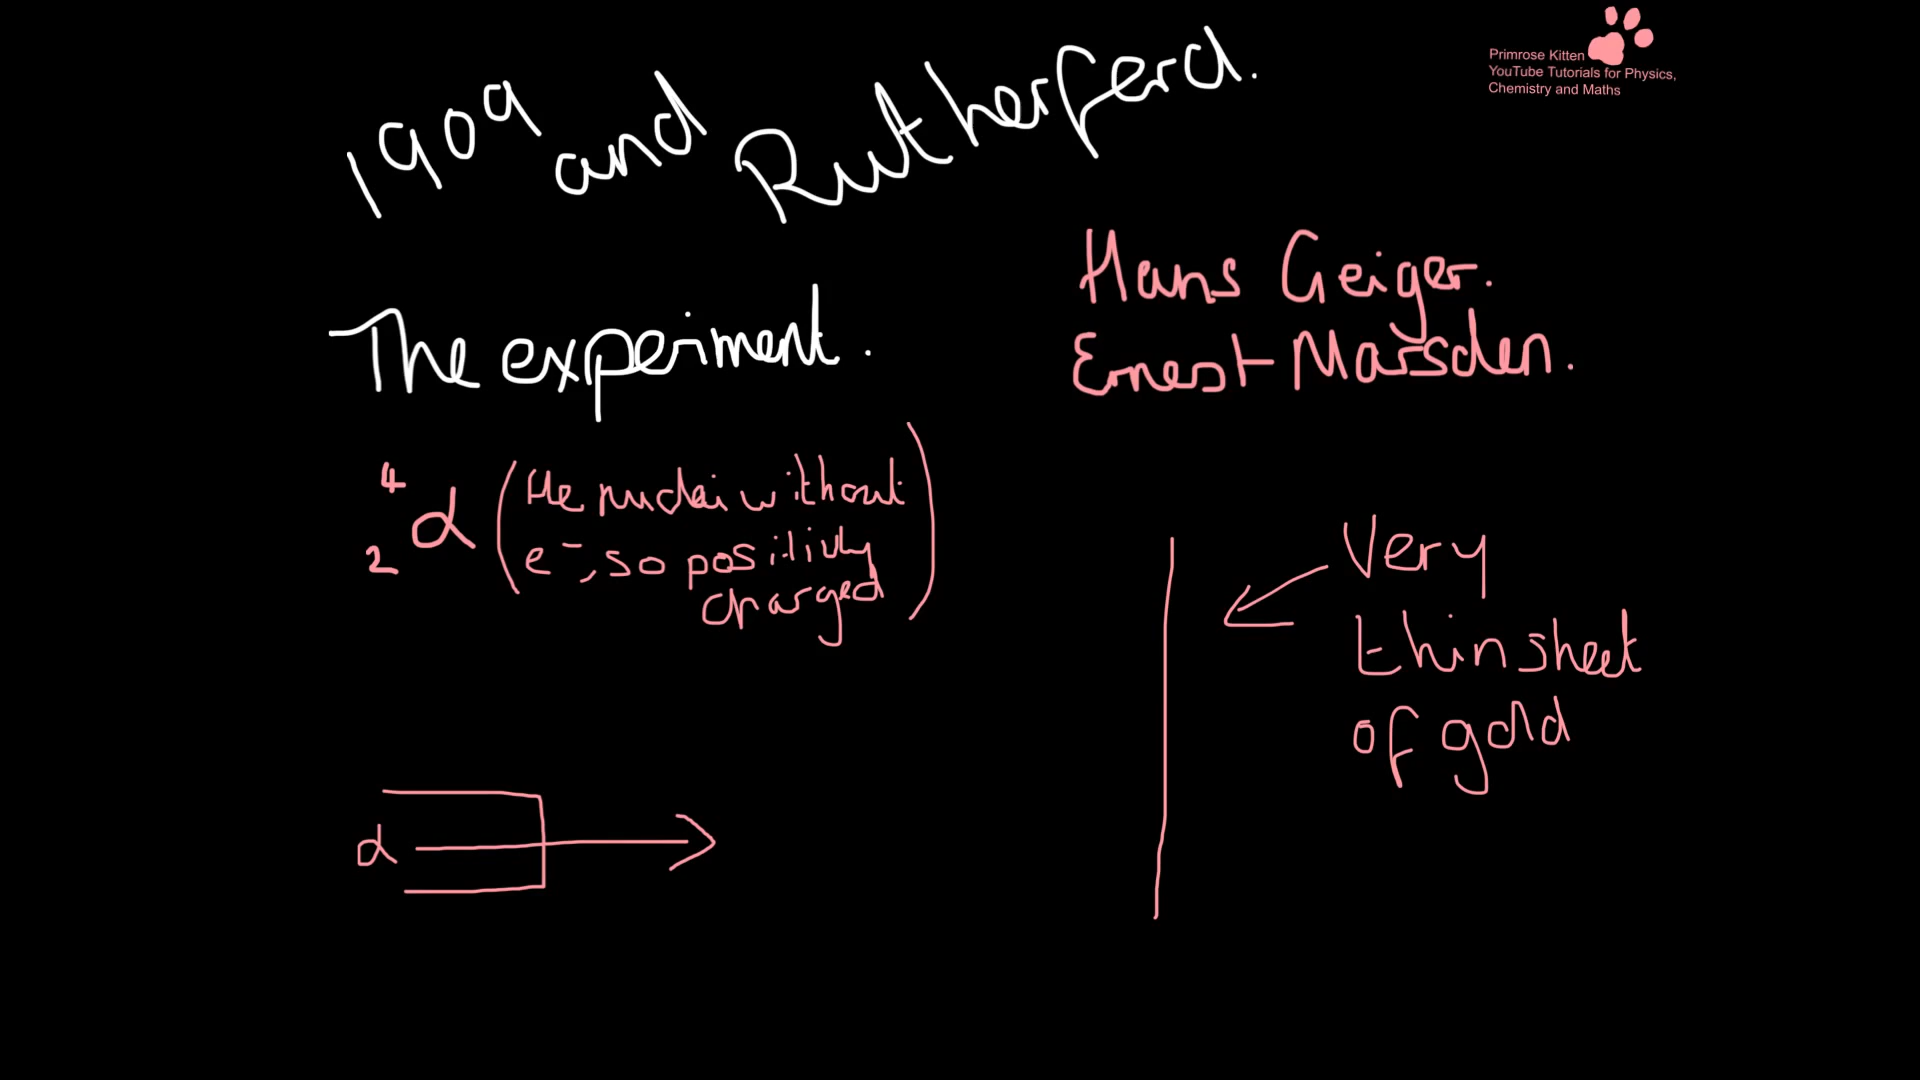 1909 and Rutherford.
Primrose Kitten
YouTube Tutorials for Physics,
Chemistry and Maths
Hans Geiger.
Ernest Marsden.
The experiment.
4
2 α (He nuclei without
e⁻, so positivly
charged)
Very
thin sheet
of gold
α